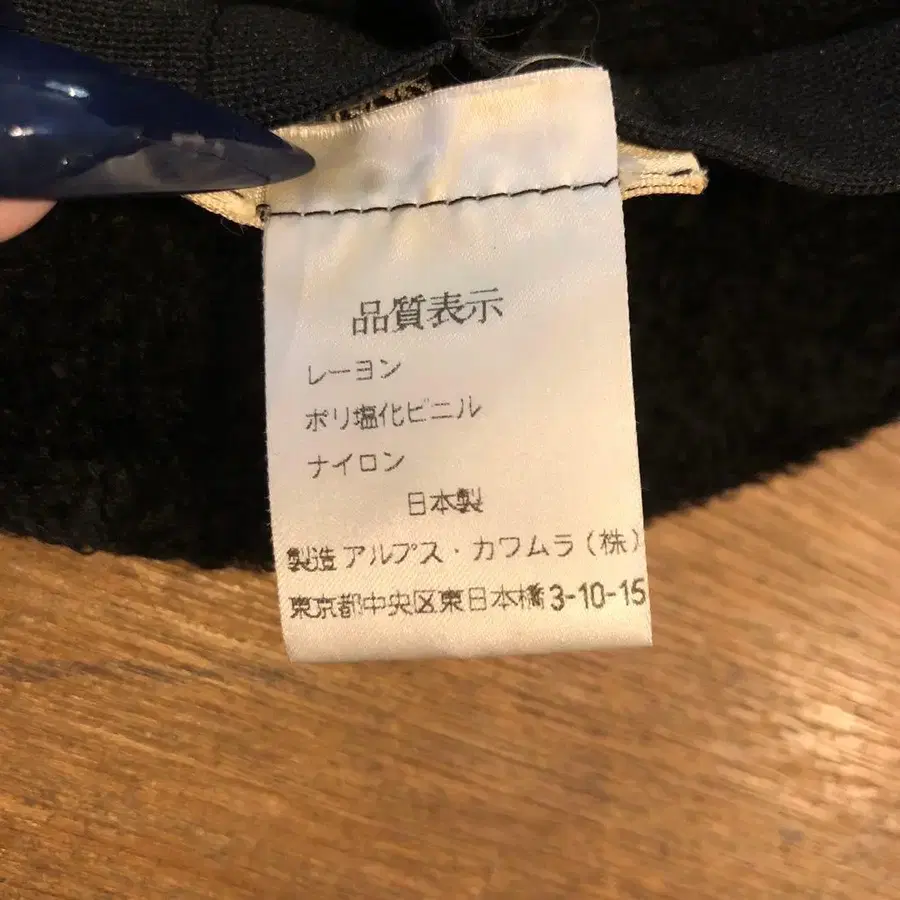 品質表示
レーヨン
ポリ塩化ビニル
ナイロン
日本製
製造 アルプス・カワムラ(株)
東京都中央区東日本橋3-10-15